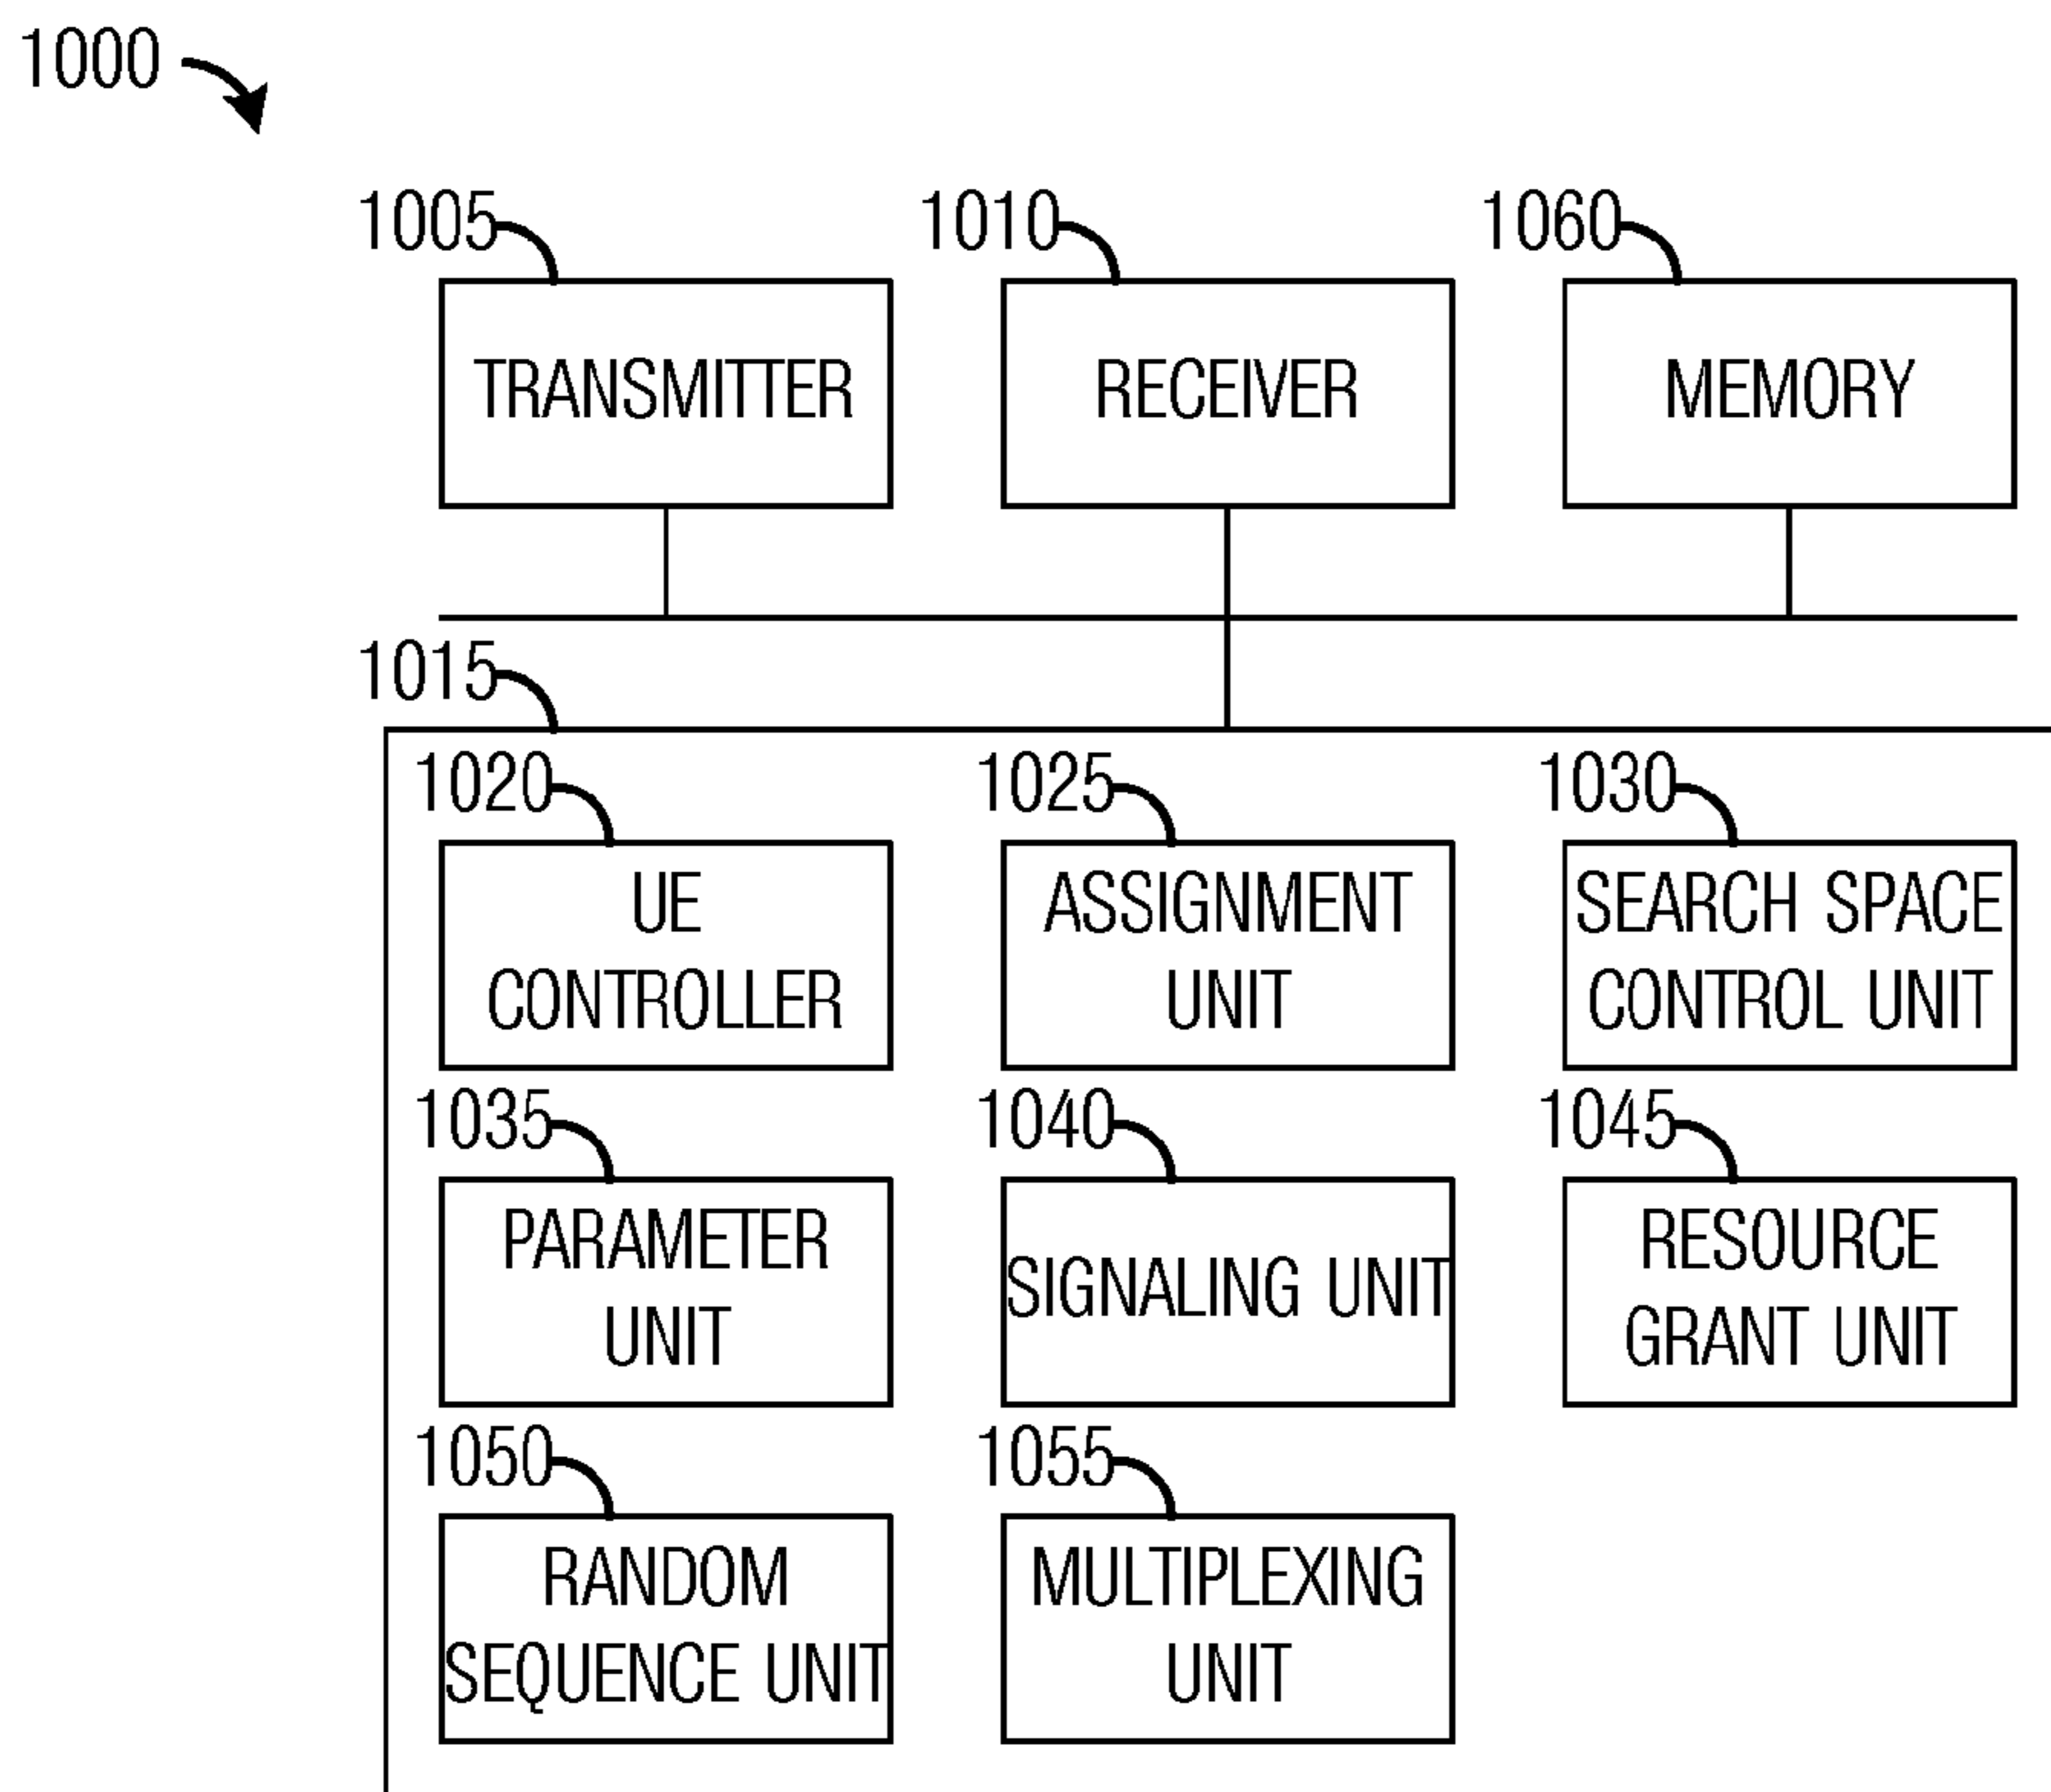 1000
1005
1010
1060
TRANSMITTER
RECEIVER
MEMORY
1015
1020
1025
1030
UE
CONTROLLER
ASSIGNMENT
UNIT
SEARCH SPACE
CONTROL UNIT
1035
1040
1045
PARAMETER
UNIT
SIGNALING UNIT
RESOURCE
GRANT UNIT
1050
1055
RANDOM
SEQUENCE UNIT
MULTIPLEXING
UNIT